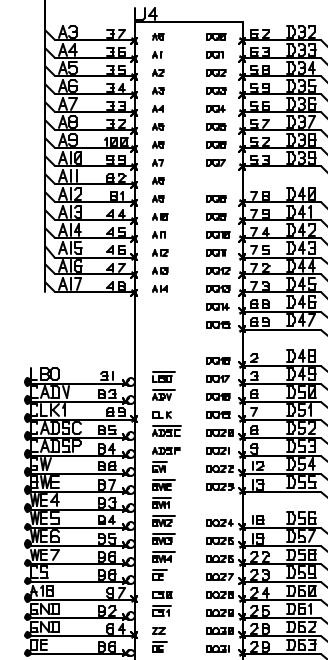 U4
A3 37 A0 DQ0 62 D32
A4 36 A1 DQ1 63 D33
A5 35 A2 DQ2 58 D34
A6 34 A3 DQ3 59 D35
A7 33 A4 DQ4 56 D36
A8 32 A5 DQ5 57 D37
A9 100 A6 DQ6 52 D38
A10 99 A7 DQ7 53 D39
A11 82 A8
A12 81 A9 DQ8 78 D40
A13 44 A10 DQ9 79 D41
A14 45 A11 DQ10 74 D42
A15 46 A12 DQ11 75 D43
A16 47 A13 DQ12 72 D44
A17 48 A14 DQ13 73 D45
DQ14 68 D46
DQ15 69 D47
DQ16 2 D48
LBO 31 LBO DQ17 3 D49
CADV 83 ADV DQ18 6 D50
CLK1 89 CLK DQ19 7 D51
CADSC 85 ADSC DQ20 8 D52
CADSP 84 ADSP DQ21 9 D53
GW 88 GW DQ22 12 D54
BWE 87 BWE DQ23 13 D55
WE4 93 BW1
WE5 94 BW2 DQ24 18 D56
WE6 95 BW3 DQ25 19 D57
WE7 96 BW4 DQ26 22 D58
CS 98 CE DQ27 23 D59
A18 97 CS0 DQ28 24 D60
GND 92 CS1 DQ29 25 D61
GND 64 ZZ DQ30 28 D62
OE 86 OE DQ31 29 D63